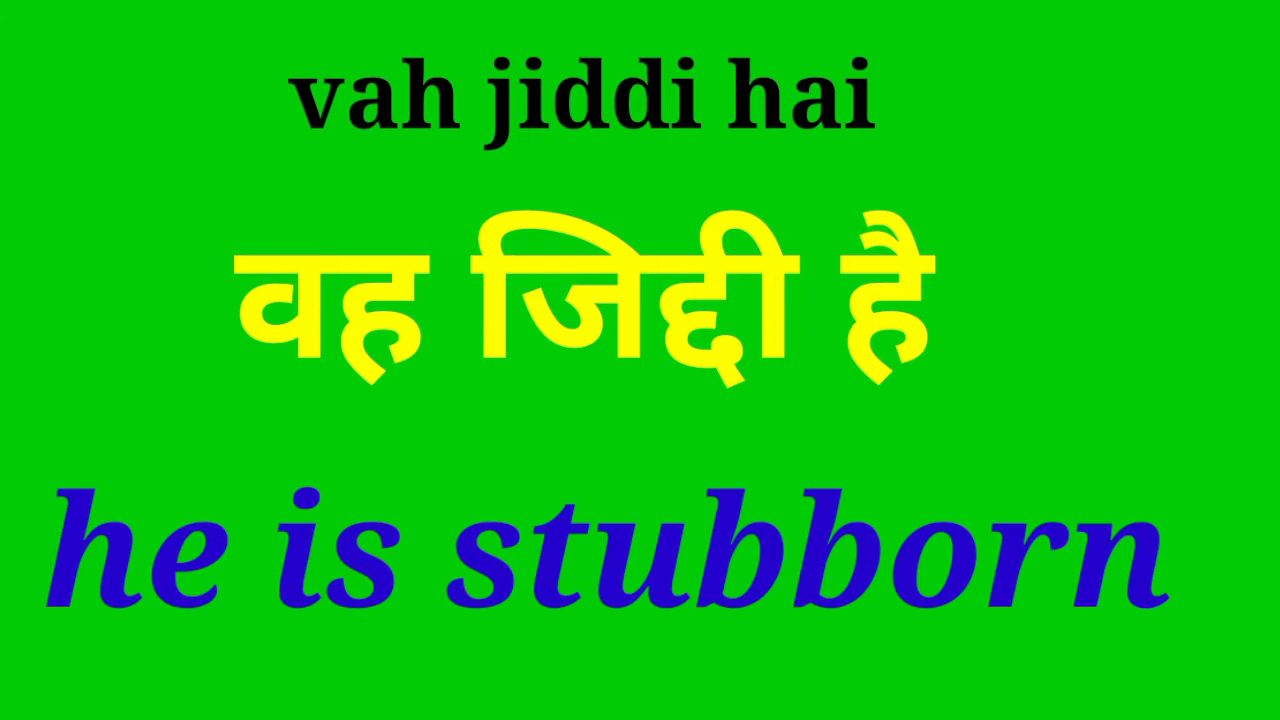 vah jiddi hai
वह जिद्दी है
he is stubborn